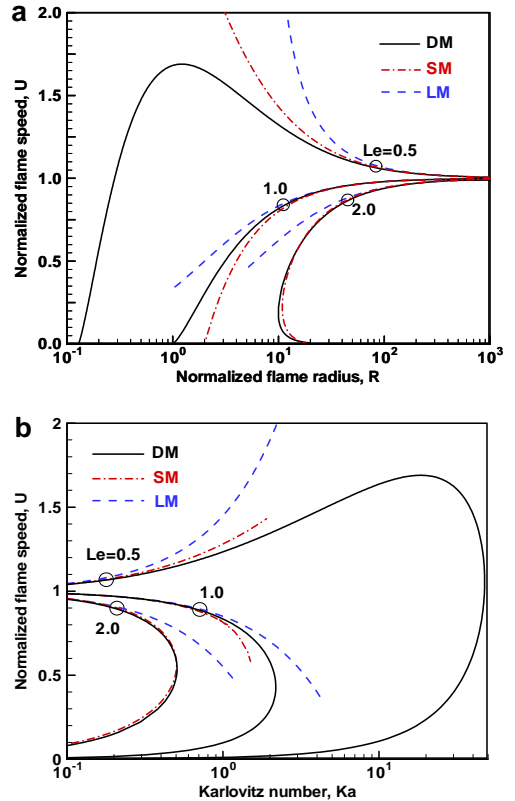 a
2.0
1.5
1.0
0.5
0.0
Normalized flame speed, U
DM
SM
LM
Le=0.5
1.0
2.0
10⁻¹ 10⁰ 10¹ 10² 10³
Normalized flame radius, R
b
2
1.5
1
0.5
0
Normalized flame speed, U
DM
SM
LM
Le=0.5
1.0
2.0
10⁻¹ 10⁰ 10¹
Karlovitz number, Ka